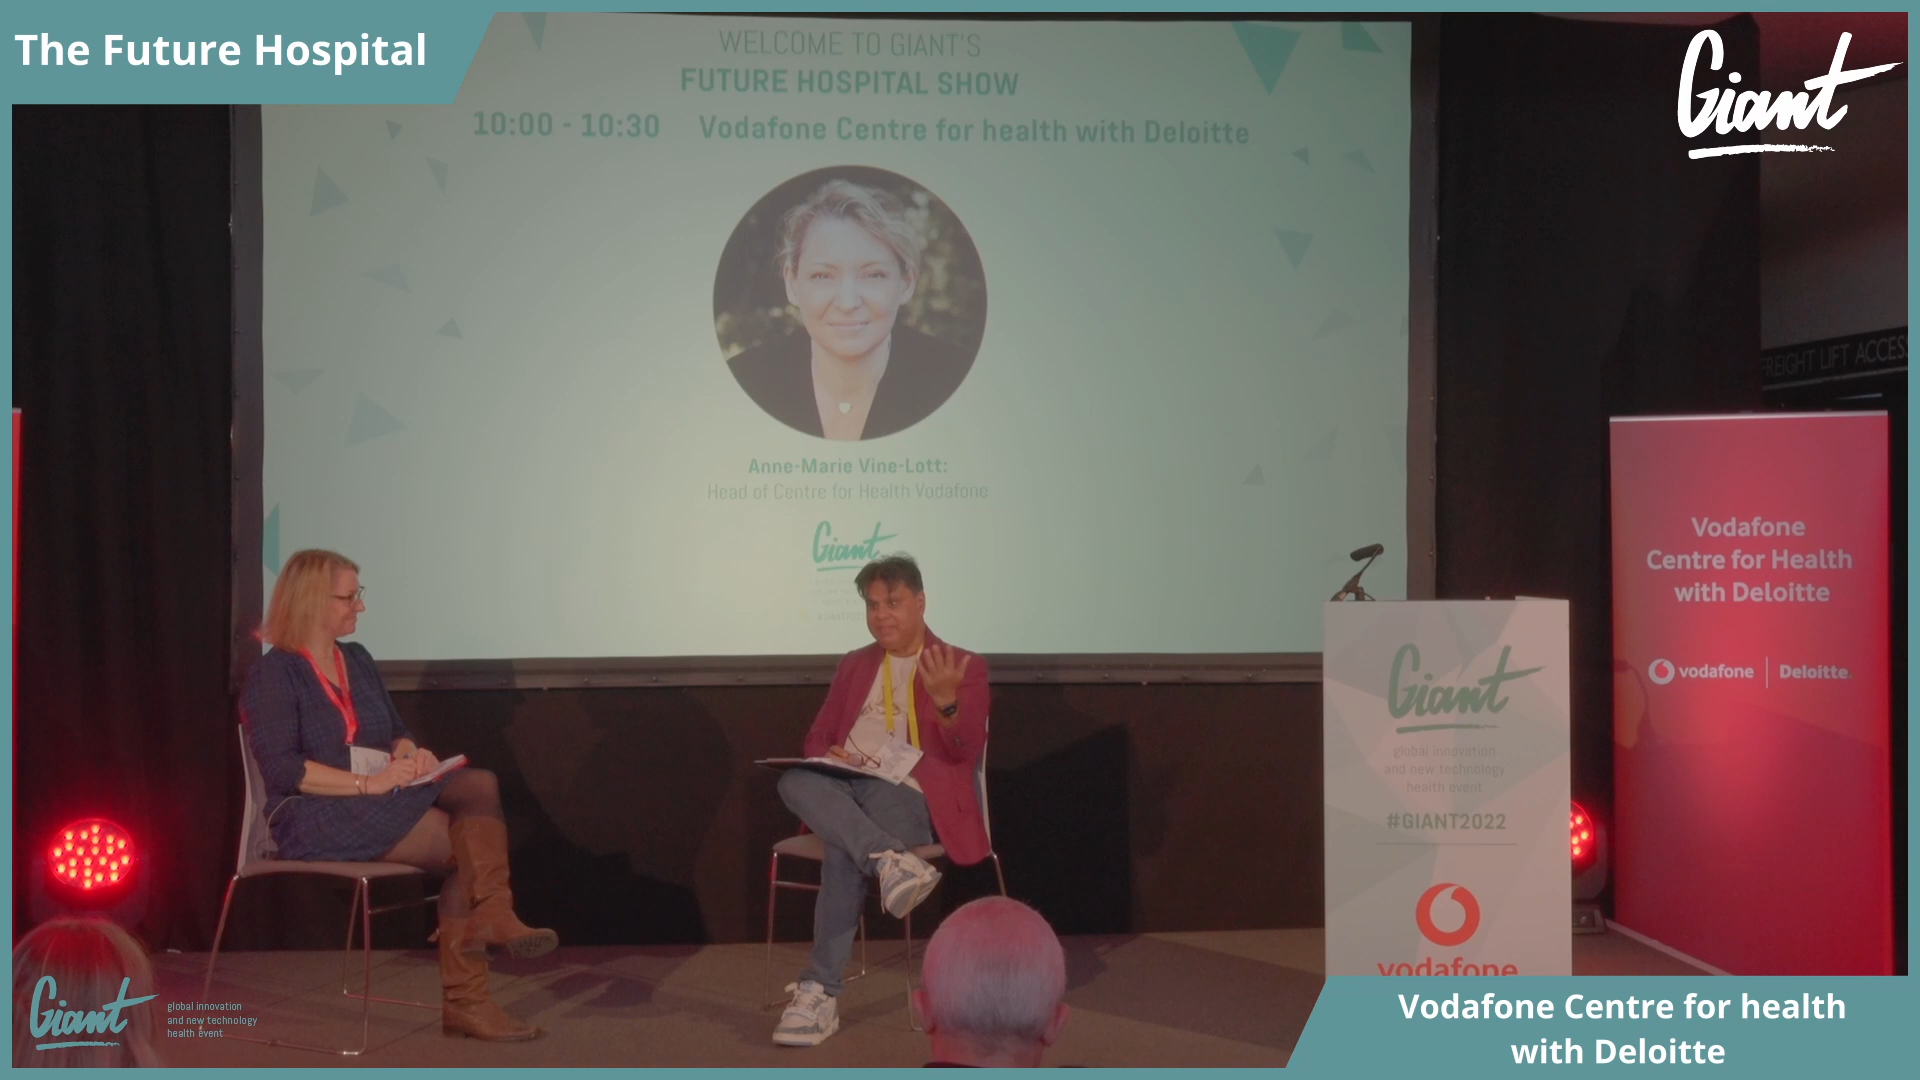 The Future Hospital
Giant
WELCOME TO GIANT'S
FUTURE HOSPITAL SHOW
10:00 - 10:30 Vodafone Centre for health with Deloitte
Anne-Marie Vine-Lott:
Head of Centre for Health Vodafone
Giant
FREIGHT LIFT ACCESS
Vodafone
Centre for Health
with Deloitte
vodafone Deloitte.
Giant
global innovation
and new technology
health event
#GIANT2022
vodafone
Giant
global innovation
and new technology
health event
Vodafone Centre for health
with Deloitte